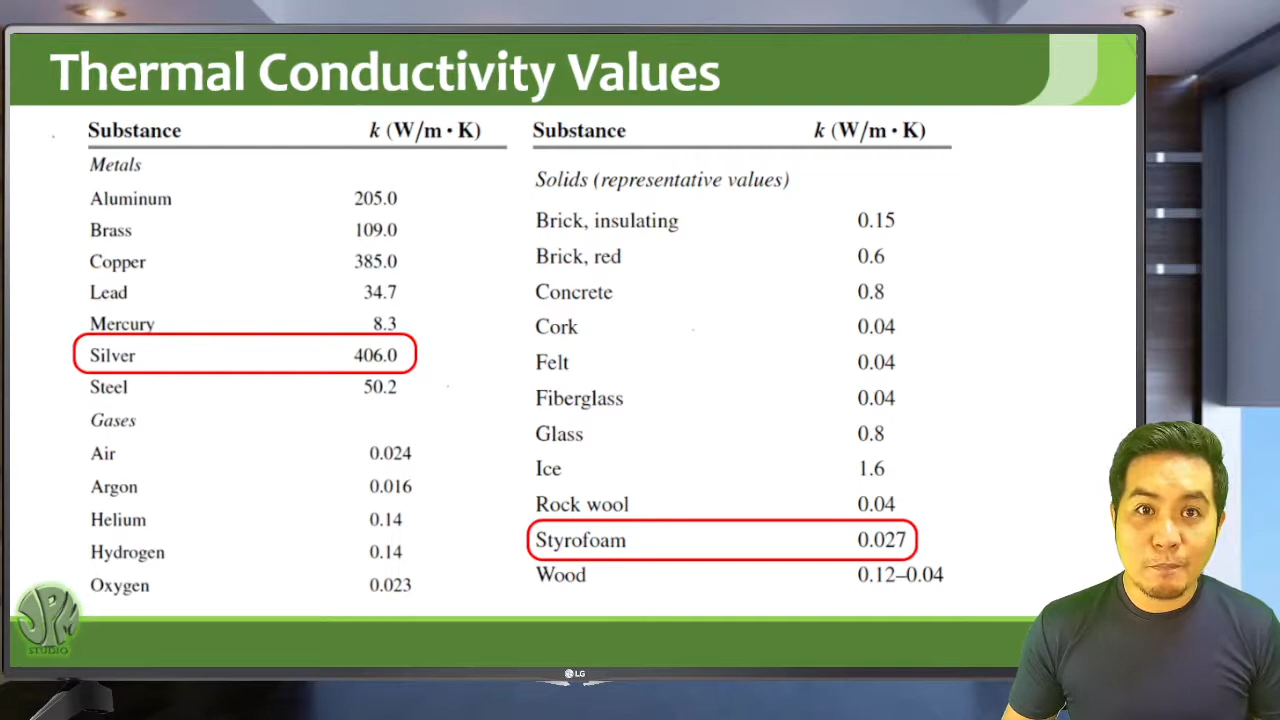 Thermal Conductivity Values
Substance k (W/m • K)
Metals
Aluminum 205.0
Brass 109.0
Copper 385.0
Lead 34.7
Mercury 8.3
Silver 406.0
Steel 50.2
Gases
Air 0.024
Argon 0.016
Helium 0.14
Hydrogen 0.14
Oxygen 0.023
Substance k (W/m • K)
Solids (representative values)
Brick, insulating 0.15
Brick, red 0.6
Concrete 0.8
Cork 0.04
Felt 0.04
Fiberglass 0.04
Glass 0.8
Ice 1.6
Rock wool 0.04
Styrofoam 0.027
Wood 0.12–0.04
JPM
STUDIO
LG